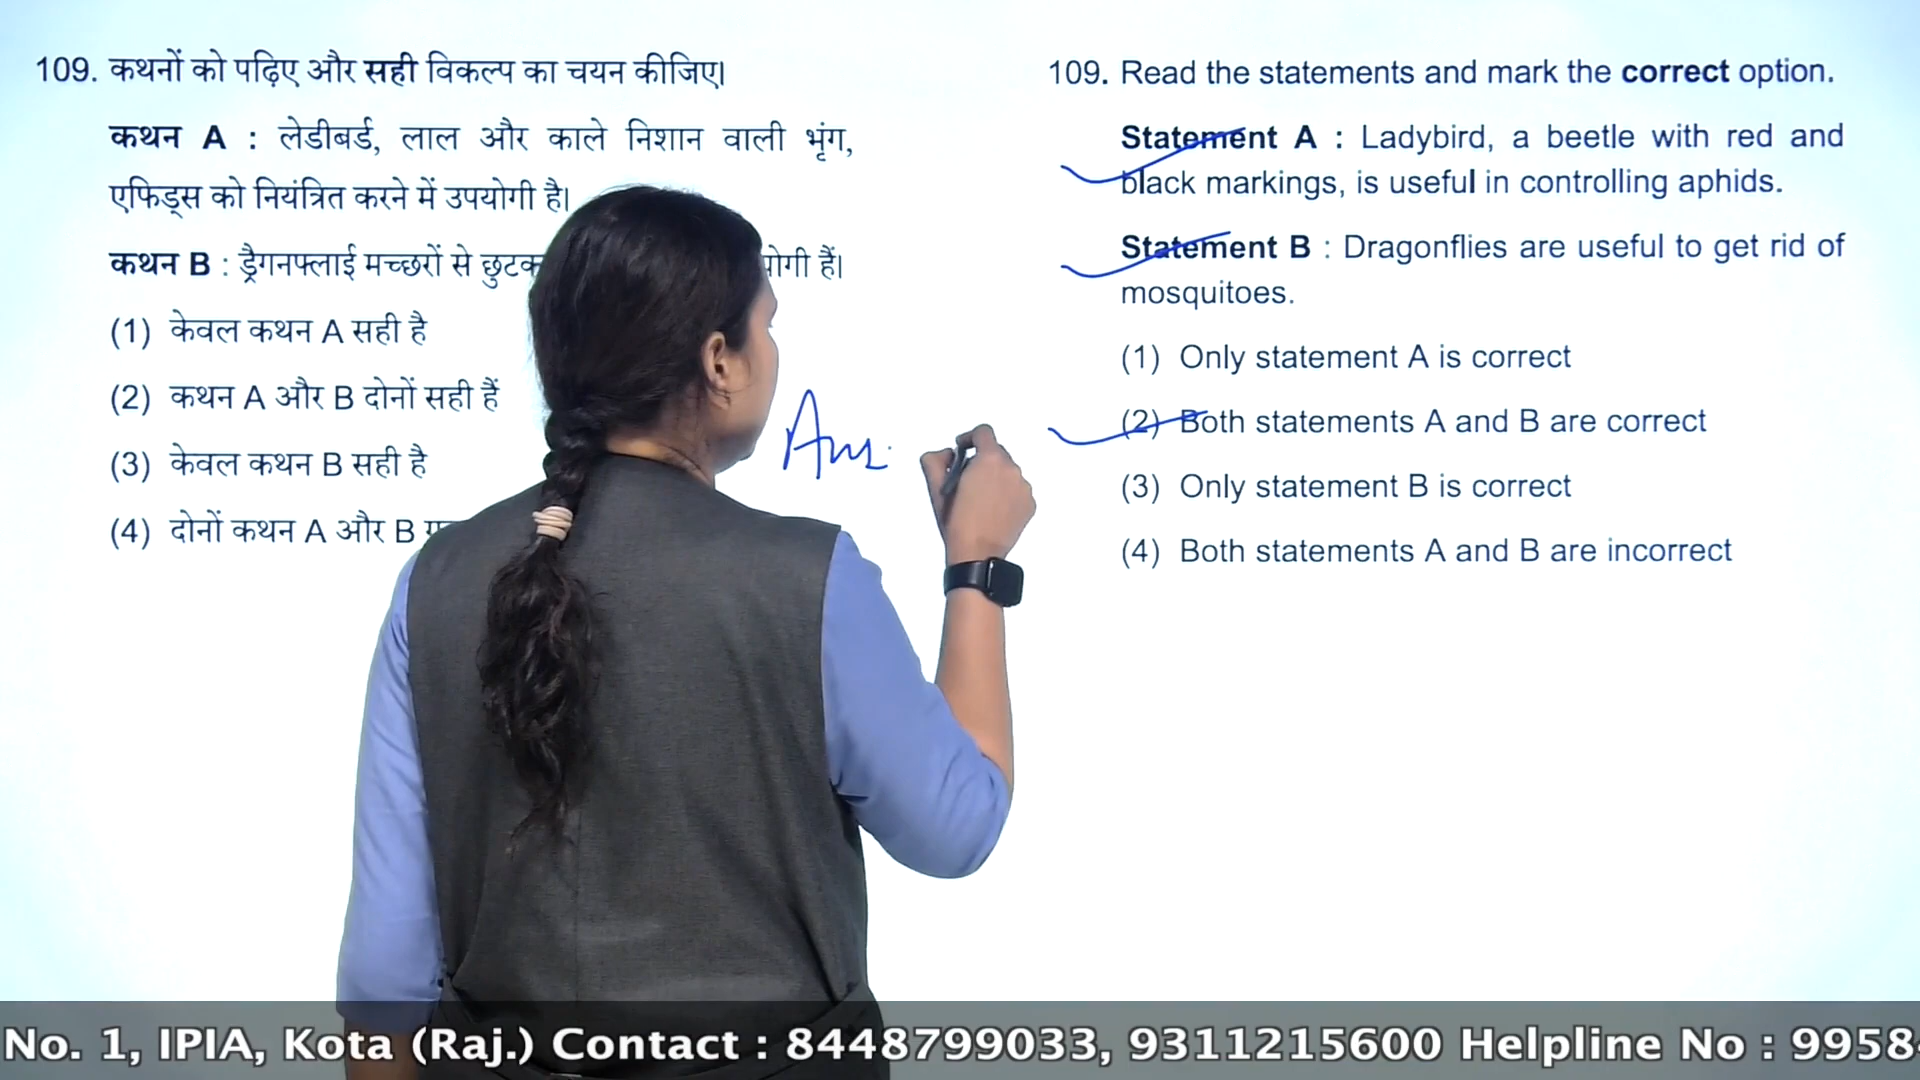 109. कथनों को पढ़िए और सही विकल्प का चयन कीजिए।
कथन A : लेडीबर्ड, लाल और काले निशान वाली भृंग,
एफिड्स को नियंत्रित करने में उपयोगी है।
कथन B : ड्रैगनफ्लाई मच्छरों से हैं।
(1) केवल कथन A सही है
(2) कथन A और B दोनों सही हैं
(3) केवल कथन B सही है
(4) दोनों कथन A और B
Ans.
109. Read the statements and mark the correct option.
Statement A : Ladybird, a beetle with red and
black markings, is useful in controlling aphids.
Statement B : Dragonflies are useful to get rid of
mosquitoes.
(1) Only statement A is correct
(2) Both statements A and B are correct
(3) Only statement B is correct
(4) Both statements A and B are incorrect
No. 1, IPIA, Kota (Raj.) Contact : 8448799033, 9311215600 Helpline No : 9958